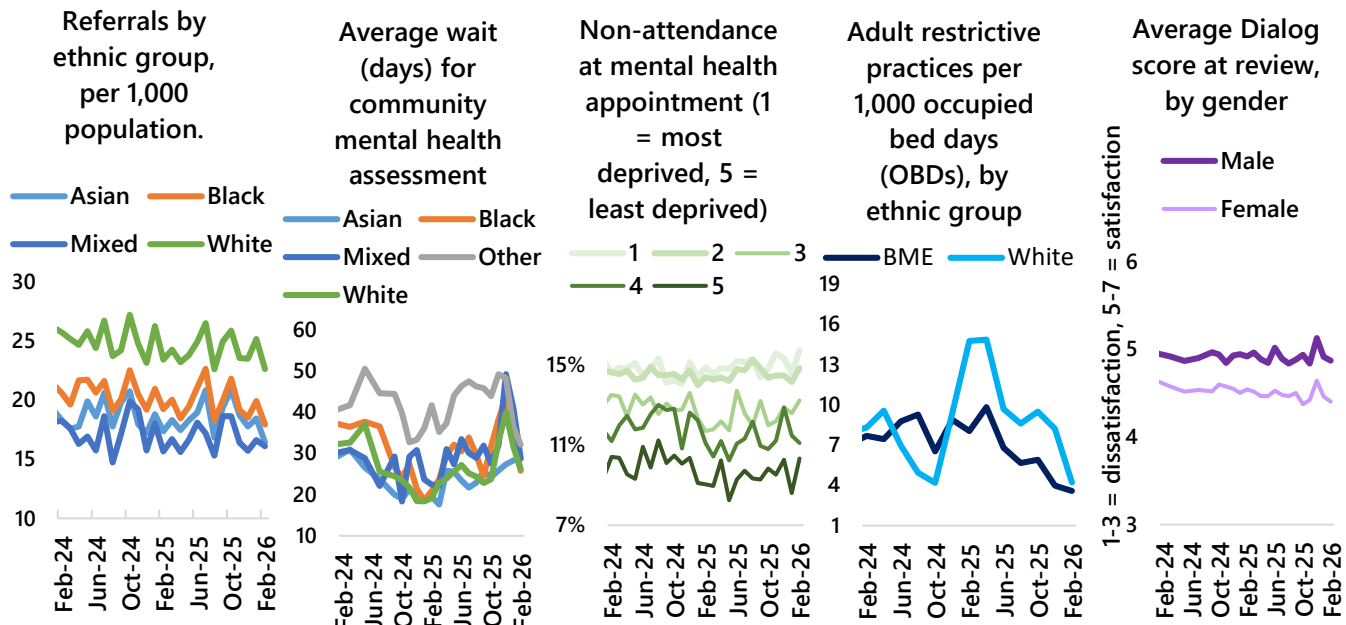 Referrals by
ethnic group,
per 1,000
population.
Asian Black
Mixed White
30
25
20
15
10
Feb-24
Jun-24
Oct-24
Feb-25
Jun-25
Oct-25
Feb-26
Average wait
(days) for
community
mental health
assessment
Asian Black
Mixed Other
White
60
50
40
30
20
10
Feb-24
Jun-24
Oct-24
Feb-25
Jun-25
Oct-25
Feb-26
Non-attendance
at mental health
appointment (1
= most
deprived, 5 =
least deprived)
1 2 3
4 5
15%
11%
7%
Feb-24
Jun-24
Oct-24
Feb-25
Jun-25
Oct-25
Feb-26
Adult restrictive
practices per
1,000 occupied
bed days
(OBDs), by
ethnic group
BME White
19
16
13
10
7
4
1
Feb-24
Jun-24
Oct-24
Feb-25
Jun-25
Oct-25
Feb-26
Average Dialog
score at review,
by gender
Male
Female
1-3 = dissatisfaction, 5-7 = satisfaction
6
5
4
3
Feb-24
Jun-24
Oct-24
Feb-25
Jun-25
Oct-25
Feb-26